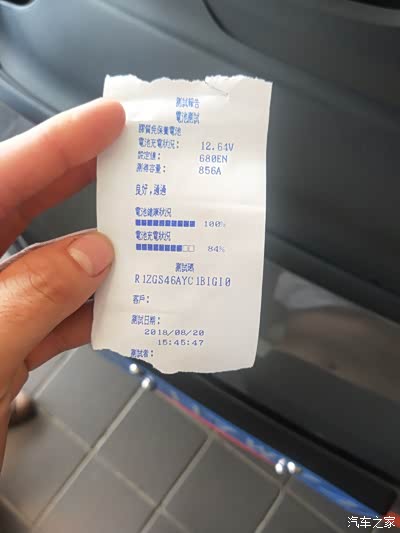 測試報告
電池測試
膠質免保養電池
電池充電狀況： 12.64V
設定值： 680EN
測得容量： 856A
良好，通過
電池健康狀況
100%
電池充電狀況
84%
測試碼
R1ZGS46AYC1B1G10
客戶：
測試日期：
2018/08/20
15:45:47
測試者：
汽车之家